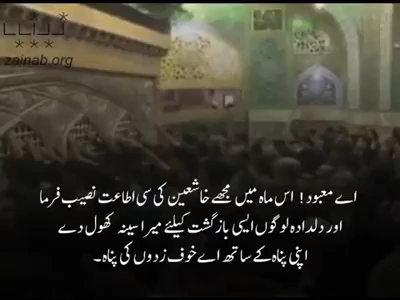 zainab.org
اے معبود! اس ماہ میں مجھے خاشعین کی سی اطاعت نصیب فرما
اور دلدادہ لوگوں ایسی بازگشت کیلئے میرا سینہ کھول دے
اپنی پناہ کے ساتھ اے خوف زدوں کی پناہ۔